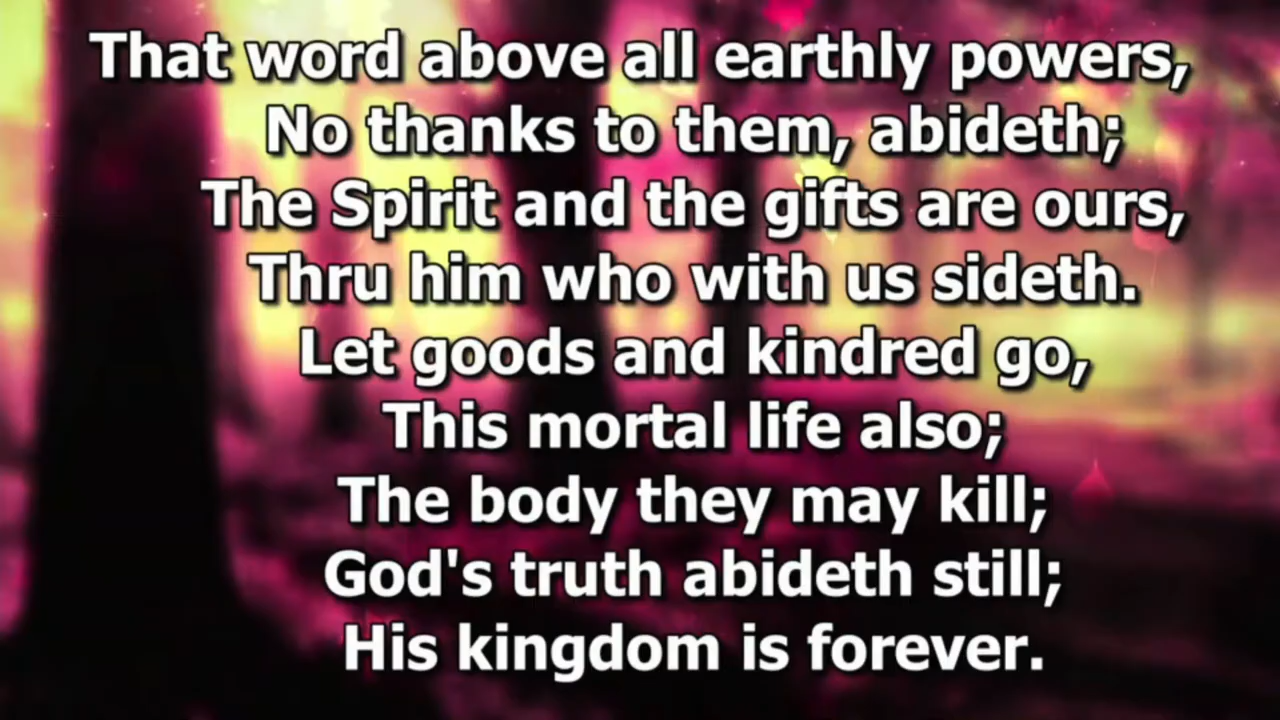 That word above all earthly powers,
No thanks to them, abideth;
The Spirit and the gifts are ours,
Thru him who with us sideth.
Let goods and kindred go,
This mortal life also;
The body they may kill;
God's truth abideth still;
His kingdom is forever.